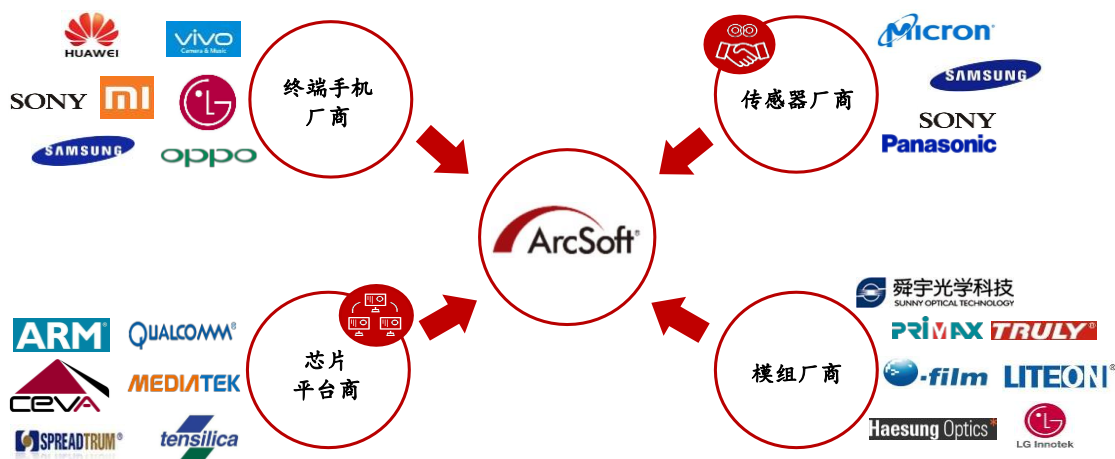 HUAWEI
vivo
Camera & Music
SONY
mi
LG
SAMSUNG
oppo
终端手机
厂商
传感器厂商
Micron
SAMSUNG
SONY
Panasonic
ArcSoft
ARM
QUALCOMM
CEVA
MEDIATEK
SPREADTRUM
tensilica
芯片
平台商
模组厂商
舜宇光学科技
SUNNY OPTICAL TECHNOLOGY
PRIMAX
TRULY
-film
LITEON
Haesung Optics
LG
LG Innotek